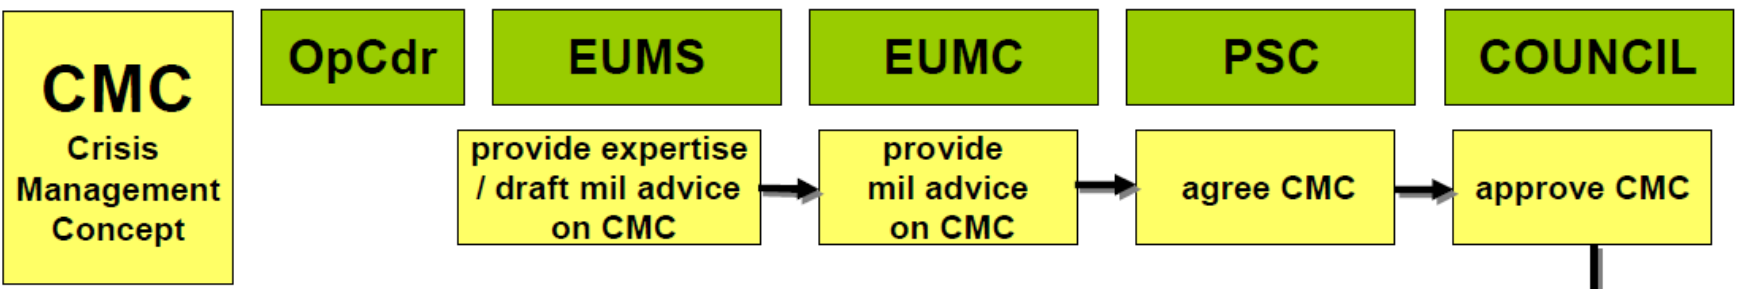 CMC
Crisis
Management
Concept
OpCdr
EUMS
EUMC
PSC
COUNCIL
provide expertise
/ draft mil advice
on CMC
provide
mil advice
on CMC
agree CMC
approve CMC